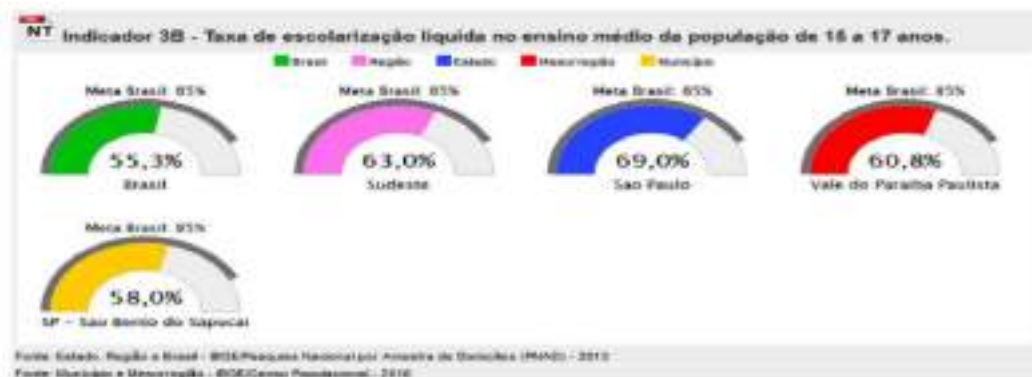 NT Indicador 3B - Taxa de escolarização líquida no ensino médio da população de 15 a 17 anos.
Brasil Região Estado Mesorregião Município
Meta Brasil: 85% Meta Brasil: 85% Meta Brasil: 85% Meta Brasil: 85%
55,3% 63,0% 69,0% 60,8%
Brasil Sudeste Sao Paulo Vale do Paraíba Paulista
Meta Brasil: 85%
58,0%
SP - Sao Bento do Sapucai
Fonte: Estado, Região e Brasil - IBGE/Pesquisa Nacional por Amostra de Domicílios (PNAD) - 2013
Fonte: Município e Mesorregião - IBGE/Censo Populacional - 2010